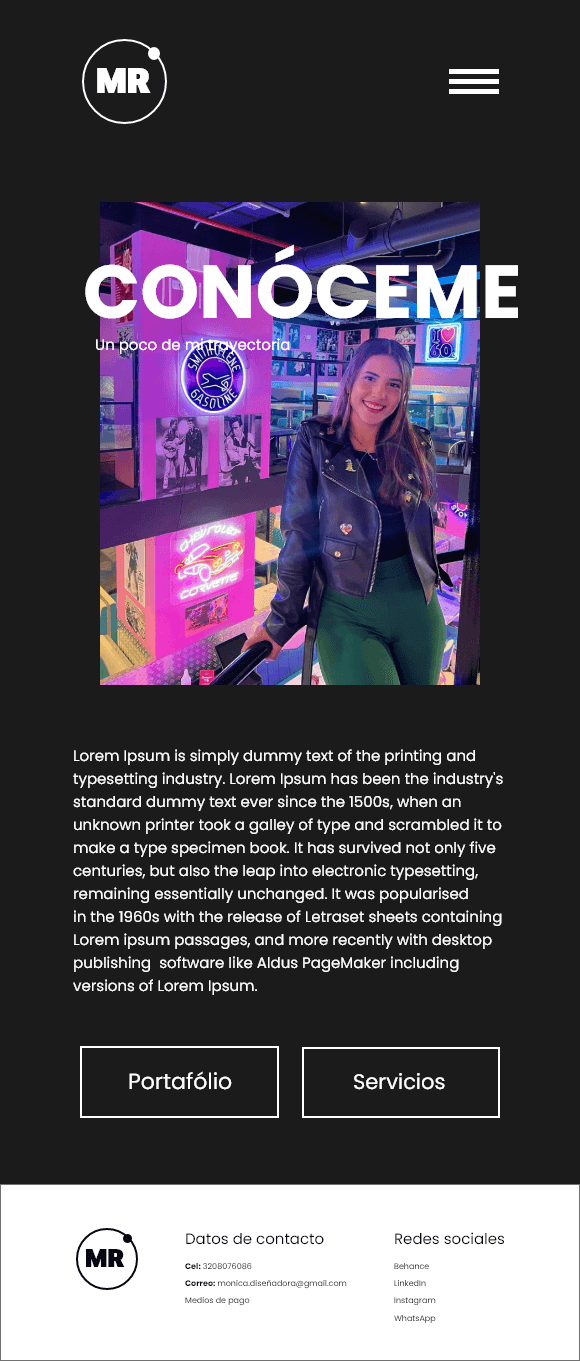 MR
CONÓCEME
Un poco de mi trayectoria
I ❤ 60'
SMITHOLENE
GASOLINE
CHEVROLET
CORVETTE
Lorem Ipsum is simply dummy text of the printing and
typesetting industry. Lorem Ipsum has been the industry's
standard dummy text ever since the 1500s, when an
unknown printer took a galley of type and scrambled it to
make a type specimen book. It has survived not only five
centuries, but also the leap into electronic typesetting,
remaining essentially unchanged. It was popularised
in the 1960s with the release of Letraset sheets containing
Lorem ipsum passages, and more recently with desktop
publishing  software like Aldus PageMaker including
versions of Lorem Ipsum.
Portafólio
Servicios
MR
Datos de contacto
Cel: 3208076086
Correo: monica.diseñadora@gmail.com
Medios de pago
Redes sociales
Behance
LinkedIn
Instagram
WhatsApp